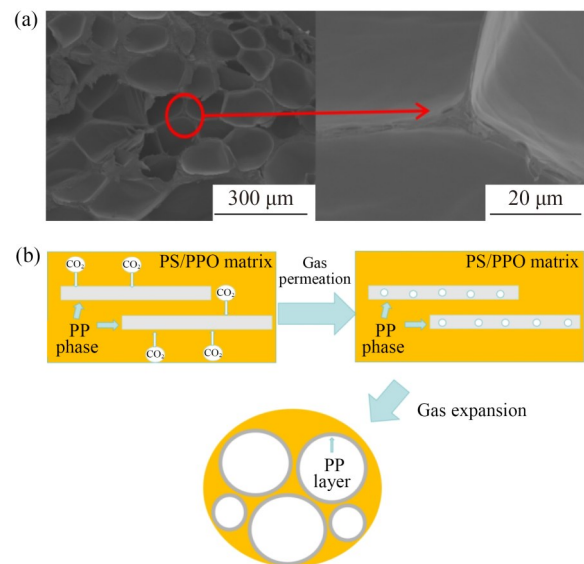 (a)
300 μm
20 μm
(b)
PS/PPO matrix
CO₂
CO₂
CO₂
CO₂
CO₂
PP
phase
Gas
permeation
PS/PPO matrix
PP
phase
Gas expansion
PP
layer